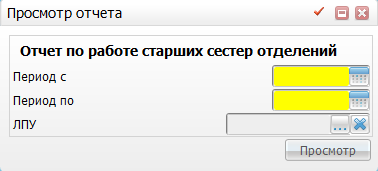 Просмотр отчета
Отчет по работе старших сестер отделений
Период с
Период по
ЛПУ ...
Просмотр